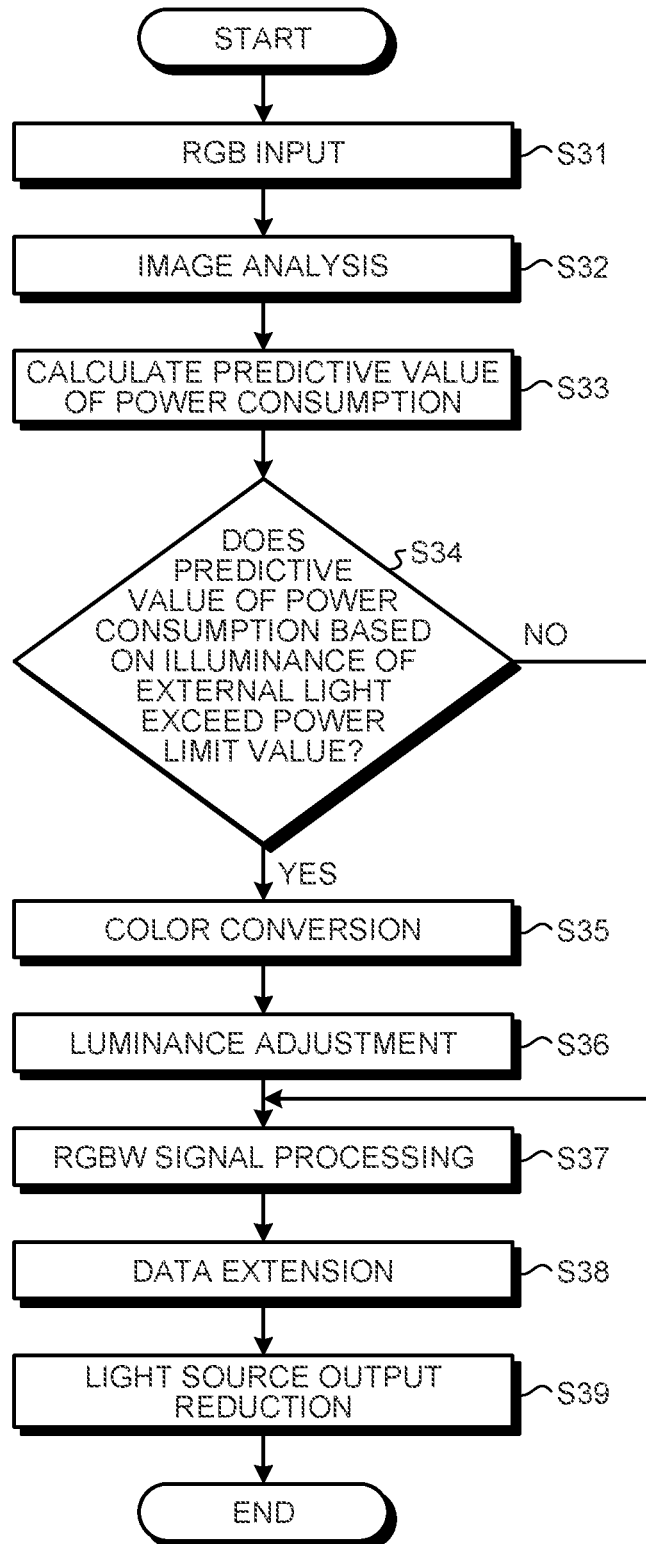 START
RGB INPUT
S31
IMAGE ANALYSIS
S32
CALCULATE PREDICTIVE VALUE
OF POWER CONSUMPTION
S33
DOES
PREDICTIVE
VALUE OF POWER
CONSUMPTION BASED
ON ILLUMINANCE OF
EXTERNAL LIGHT
EXCEED POWER
LIMIT VALUE?
S34
NO
YES
COLOR CONVERSION
S35
LUMINANCE ADJUSTMENT
S36
RGBW SIGNAL PROCESSING
S37
DATA EXTENSION
S38
LIGHT SOURCE OUTPUT
REDUCTION
S39
END